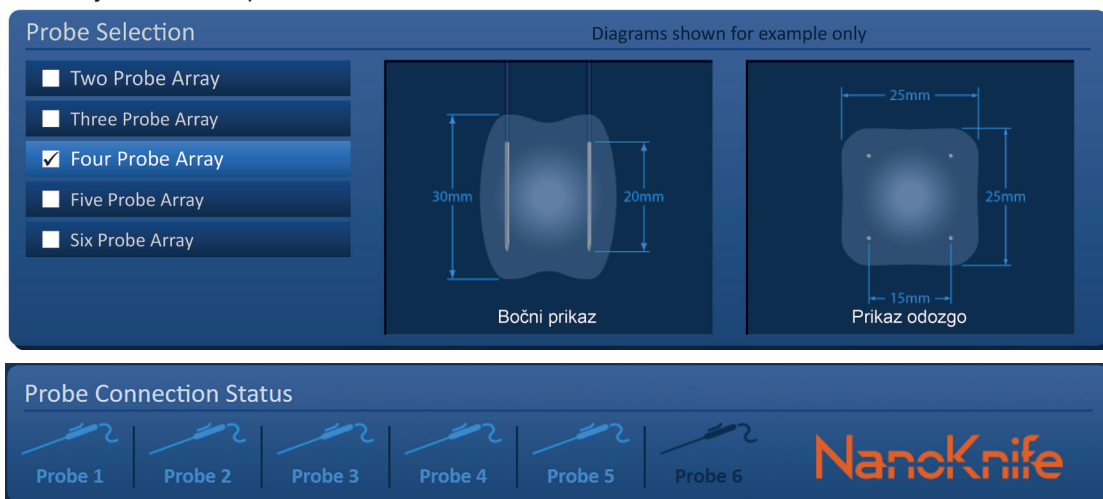 Probe Selection
Diagrams shown for example only
Two Probe Array
Three Probe Array
Four Probe Array
Five Probe Array
Six Probe Array
30mm
20mm
Bočni prikaz
25mm
25mm
15mm
Prikaz odozgo
Probe Connection Status
Probe 1
Probe 2
Probe 3
Probe 4
Probe 5
Probe 6
NanoKnife